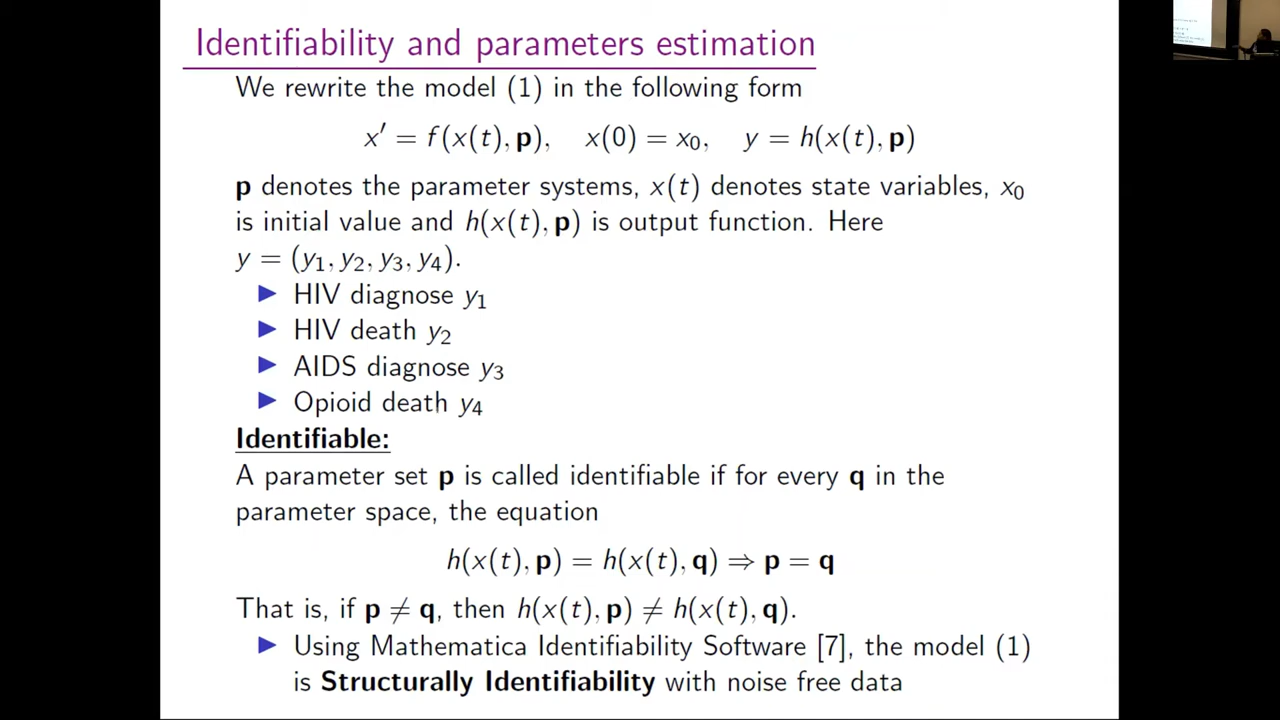 Identifiability and parameters estimation
We rewrite the model (1) in the following form
x′ = f(x(t), p), x(0) = x₀, y = h(x(t), p)
p denotes the parameter systems, x(t) denotes state variables, x₀
is initial value and h(x(t), p) is output function. Here
y = (y₁, y₂, y₃, y₄).
▶ HIV diagnose y₁
▶ HIV death y₂
▶ AIDS diagnose y₃
▶ Opioid death y₄
Identifiable:
A parameter set p is called identifiable if for every q in the
parameter space, the equation
h(x(t), p) = h(x(t), q) ⇒ p = q
That is, if p ≠ q, then h(x(t), p) ≠ h(x(t), q).
▶ Using Mathematica Identifiability Software [7], the model (1)
is Structurally Identifiability with noise free data